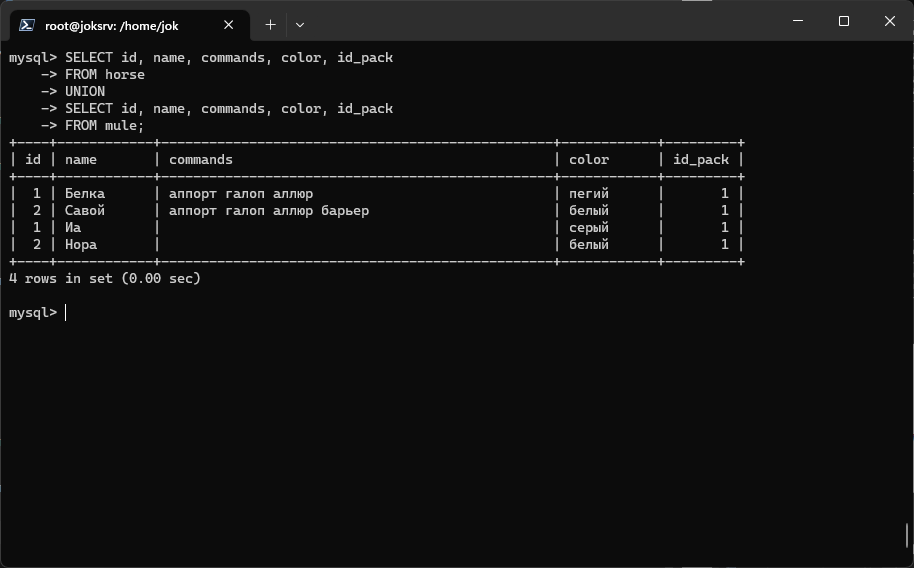 root@joksrv: /home/jok
mysql> SELECT id, name, commands, color, id_pack
    -> FROM horse
    -> UNION
    -> SELECT id, name, commands, color, id_pack
    -> FROM mule;
+----+------------+-------------------------------------------------+------------+---------+
| id | name       | commands                                        | color      | id_pack |
+----+------------+-------------------------------------------------+------------+---------+
|  1 | Белка      | аппорт галоп аллюр                              | пегий      |       1 |
|  2 | Савой      | аппорт галоп аллюр барьер                       | белый      |       1 |
|  1 | Иа         |                                                 | серый      |       1 |
|  2 | Нора       |                                                 | белый      |       1 |
+----+------------+-------------------------------------------------+------------+---------+
4 rows in set (0.00 sec)
mysql>